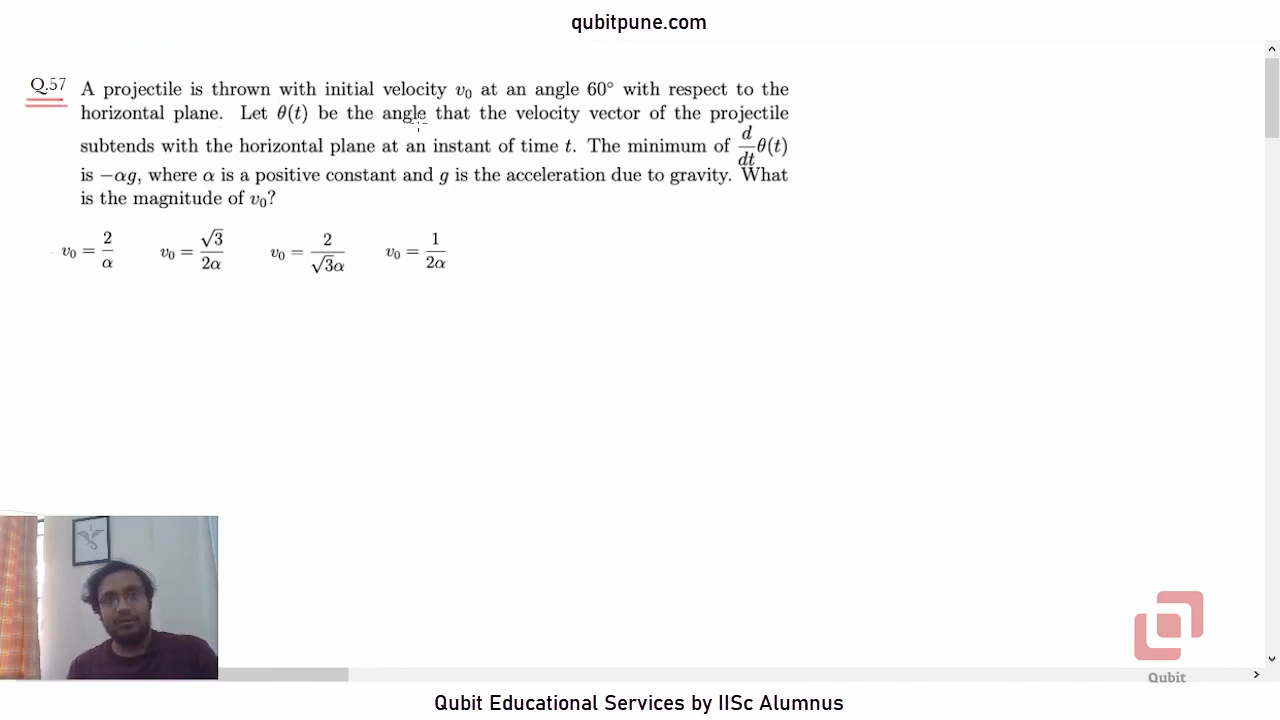 qubitpune.com
Q.57 A projectile is thrown with initial velocity v₀ at an angle 60° with respect to the
horizontal plane. Let θ(t) be the angle that the velocity vector of the projectile
subtends with the horizontal plane at an instant of time t. The minimum of d/dt θ(t)
is −αg, where α is a positive constant and g is the acceleration due to gravity. What
is the magnitude of v₀?
v₀ = 2/α v₀ = √3/2α v₀ = 2/√3α v₀ = 1/2α
Qubit
Qubit Educational Services by IISc Alumnus